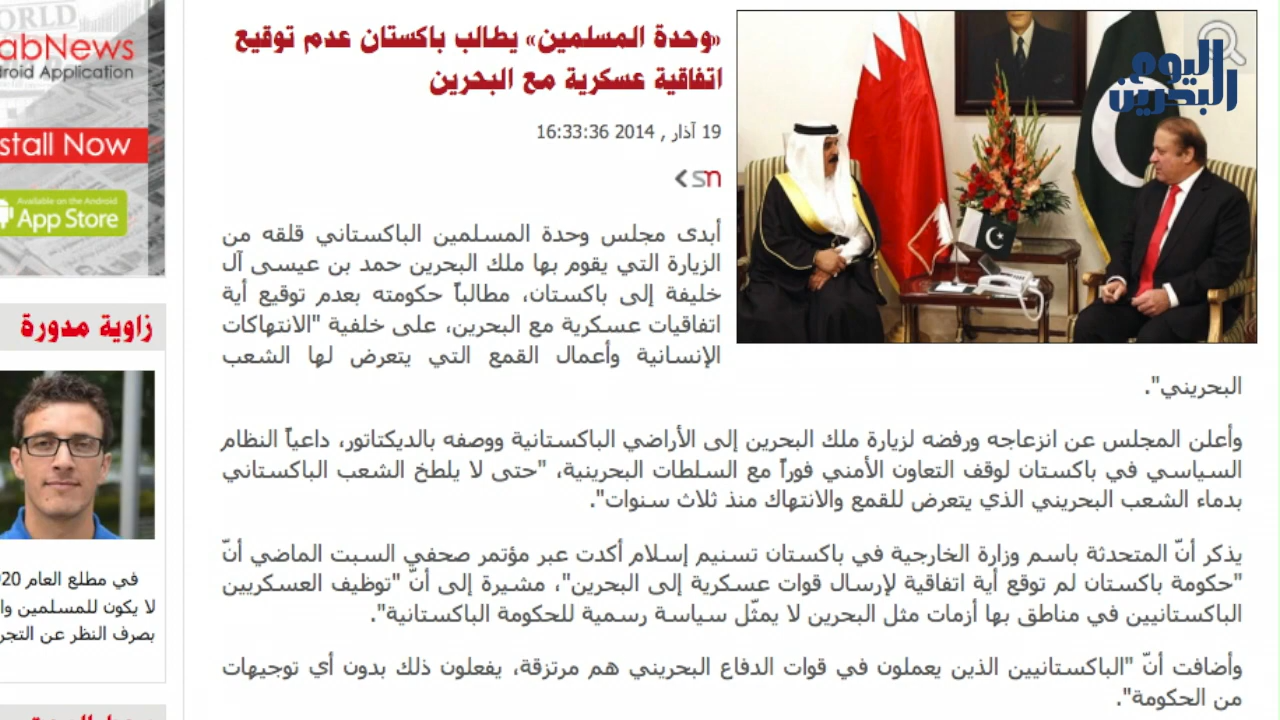 «وحدة المسلمين» يطالب باكستان عدم توقيع
اتفاقية عسكرية مع البحرين
19 آذار , 2014 16:33:36
sn
أبدى مجلس وحدة المسلمين الباكستاني قلقه من
الزيارة التي يقوم بها ملك البحرين حمد بن عيسى آل
خليفة إلى باكستان، مطالباً حكومته بعدم توقيع أية
اتفاقيات عسكرية مع البحرين، على خلفية "الانتهاكات
الإنسانية وأعمال القمع التي يتعرض لها الشعب
البحريني".
وأعلن المجلس عن انزعاجه ورفضه لزيارة ملك البحرين إلى الأراضي الباكستانية ووصفه بالديكتاتور، داعياً النظام
السياسي في باكستان لوقف التعاون الأمني فوراً مع السلطات البحرينية، "حتى لا يلطخ الشعب الباكستاني
بدماء الشعب البحريني الذي يتعرض للقمع والانتهاك منذ ثلاث سنوات".
يذكر أنّ المتحدثة باسم وزارة الخارجية في باكستان تسنيم إسلام أكدت عبر مؤتمر صحفي السبت الماضي أنّ
"حكومة باكستان لم توقع أية اتفاقية لإرسال قوات عسكرية إلى البحرين"، مشيرة إلى أنّ "توظيف العسكريين
الباكستانيين في مناطق بها أزمات مثل البحرين لا يمثّل سياسة رسمية للحكومة الباكستانية".
وأضافت أنّ "الباكستانيين الذين يعملون في قوات الدفاع البحريني هم مرتزقة، يفعلون ذلك بدون أي توجيهات
من الحكومة".
اليوم
البحرين
WORLD
abNews
droid Application
stall Now
Available on the Android
App Store
زاوية مدورة
في مطلع العام 20
لا يكون للمسلمين وا
بصرف النظر عن التجر